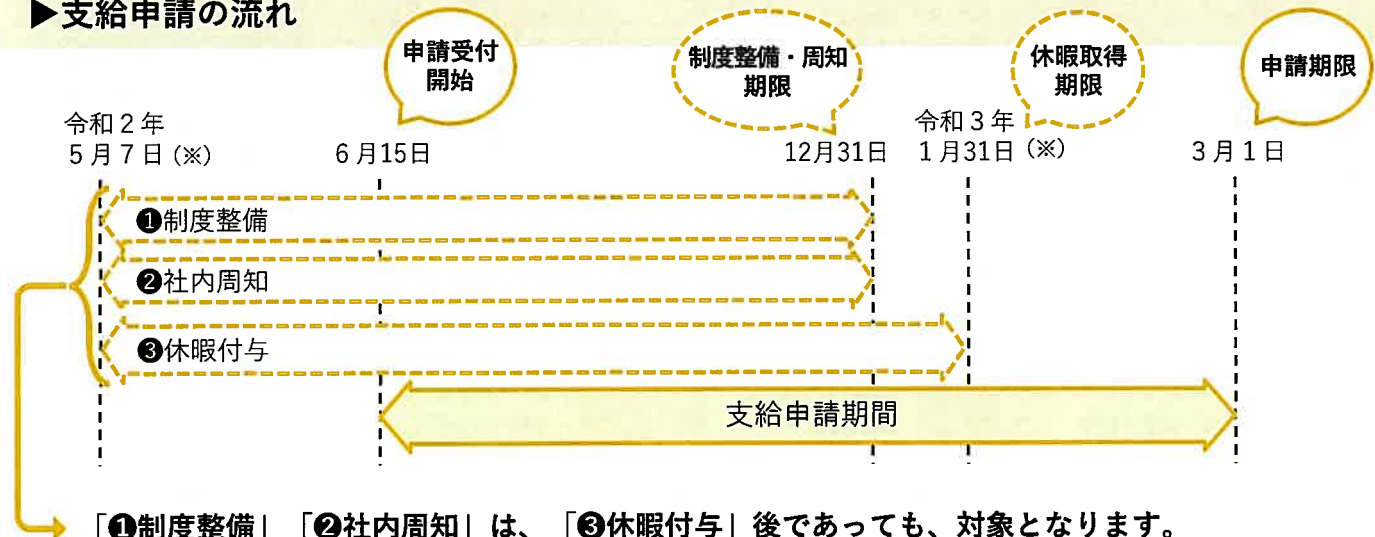 ▶支給申請の流れ
申請受付
開始
制度整備・周知
期限
休暇取得
期限
申請期限
令和２年
５月７日（※）
6月15日
12月31日
令和３年
1月31日（※）
３月１日
❶制度整備
❷社内周知
❸休暇付与
支給申請期間
「❶制度整備」「❷社内周知」は、「❸休暇付与」後であっても、対象となります。